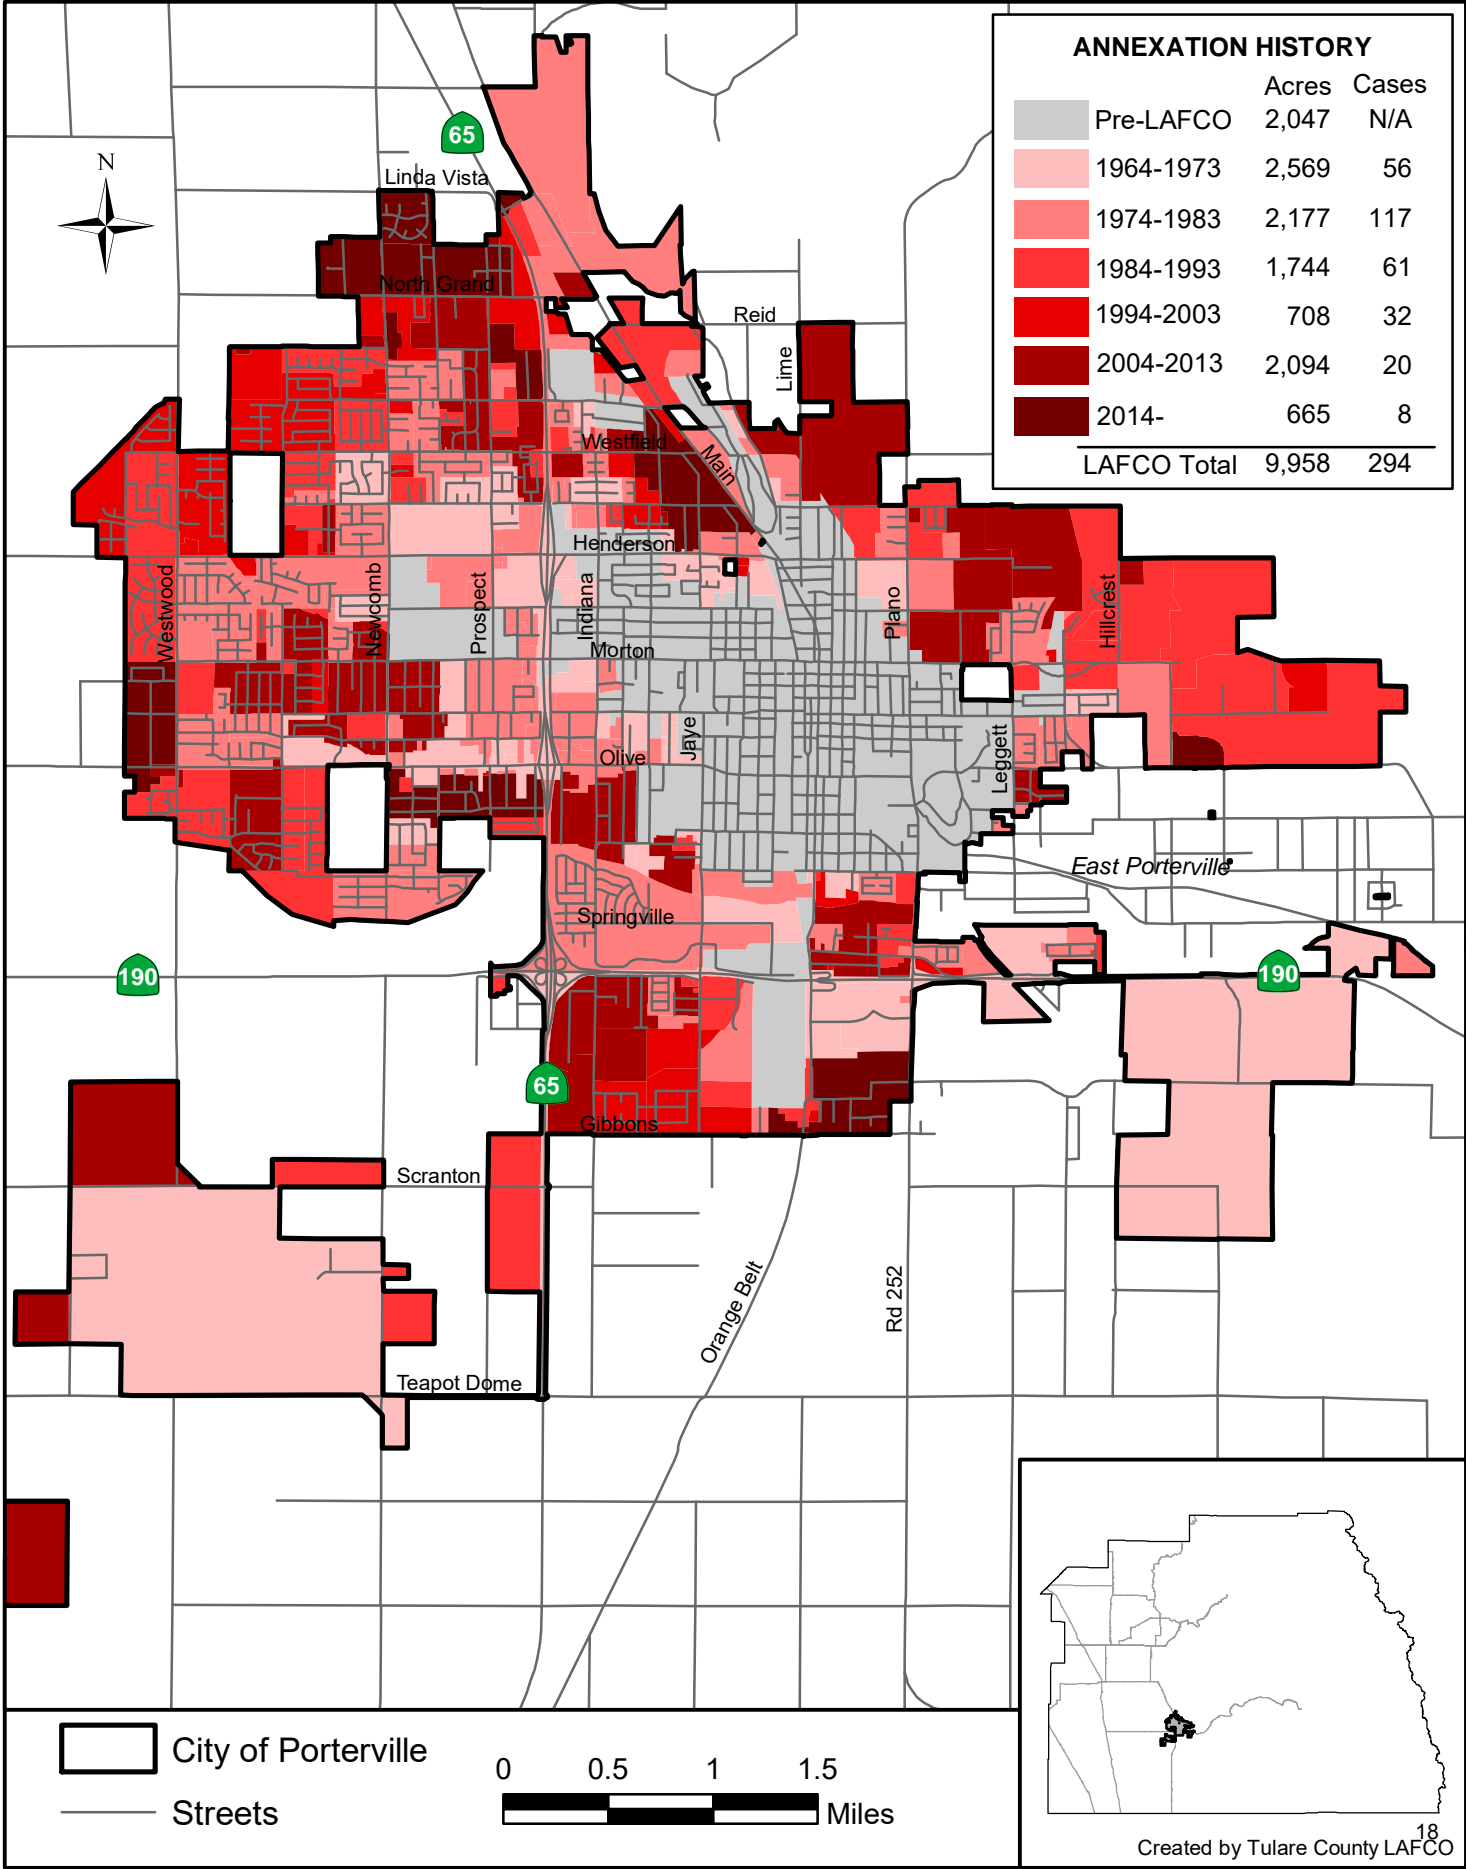 ANNEXATION HISTORY
Acres Cases
Pre-LAFCO 2,047 N/A
1964-1973 2,569 56
1974-1983 2,177 117
1984-1993 1,744 61
1994-2003 708 32
2004-2013 2,094 20
2014- 665 8
LAFCO Total 9,958 294
65
N
Linda Vista
North Grand
Reid
Lime
Westfield
Main
Henderson
Westwood
Newcomb
Prospect
Indiana
Plano
Hillcrest
Morton
Jaye
Olive
Leggett
East Porterville
Springville
190
190
65
Gibbons
Scranton
Orange Belt
Rd 252
Teapot Dome
City of Porterville
Streets
0 0.5 1 1.5
Miles
18
Created by Tulare County LAFCO